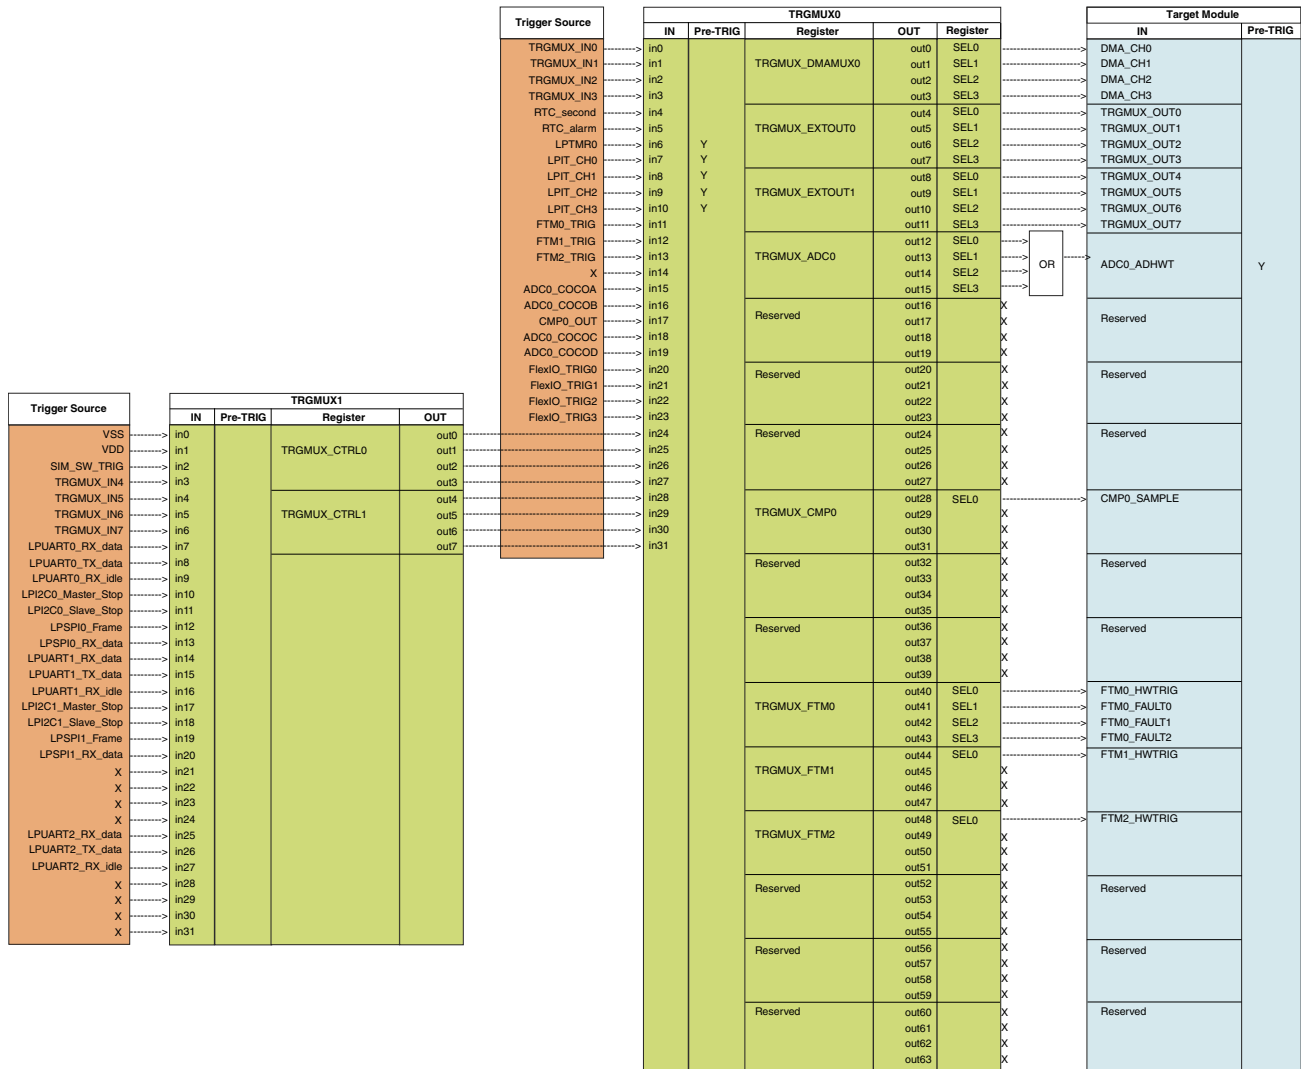 Trigger Source
TRGMUX0
Target Module
IN Pre-TRIG Register OUT Register
IN Pre-TRIG
TRGMUX_IN0 in0 out0 SEL0 DMA_CH0
TRGMUX_IN1 in1 TRGMUX_DMAMUX0 out1 SEL1 DMA_CH1
TRGMUX_IN2 in2 out2 SEL2 DMA_CH2
TRGMUX_IN3 in3 out3 SEL3 DMA_CH3
RTC_second in4 out4 SEL0 TRGMUX_OUT0
RTC_alarm in5 TRGMUX_EXTOUT0 out5 SEL1 TRGMUX_OUT1
LPTMR0 in6 Y out6 SEL2 TRGMUX_OUT2
LPIT_CH0 in7 Y out7 SEL3 TRGMUX_OUT3
LPIT_CH1 in8 Y out8 SEL0 TRGMUX_OUT4
LPIT_CH2 in9 Y TRGMUX_EXTOUT1 out9 SEL1 TRGMUX_OUT5
LPIT_CH3 in10 Y out10 SEL2 TRGMUX_OUT6
FTM0_TRIG in11 out11 SEL3 TRGMUX_OUT7
FTM1_TRIG in12 out12 SEL0
FTM2_TRIG in13 TRGMUX_ADC0 out13 SEL1 OR ADC0_ADHWT Y
X in14 out14 SEL2
ADC0_COCOA in15 out15 SEL3
ADC0_COCOB in16 Reserved out16 X Reserved
CMP0_OUT in17 out17 X
ADC0_COCOC in18 out18 X
ADC0_COCOD in19 out19 X
FlexIO_TRIG0 in20 Reserved out20 X Reserved
FlexIO_TRIG1 in21 out21 X
FlexIO_TRIG2 in22 out22 X
FlexIO_TRIG3 in23 out23 X
Trigger Source
TRGMUX1
IN Pre-TRIG Register OUT
VSS in0 out0 in24 Reserved out24 X Reserved
VDD in1 TRGMUX_CTRL0 out1 in25 out25 X
SIM_SW_TRIG in2 out2 in26 out26 X
TRGMUX_IN4 in3 out3 in27 out27 X
TRGMUX_IN5 in4 out4 in28 out28 SEL0 CMP0_SAMPLE
TRGMUX_IN6 in5 TRGMUX_CTRL1 out5 in29 TRGMUX_CMP0 out29 X
TRGMUX_IN7 in6 out6 in30 out30 X
LPUART0_RX_data in7 out7 in31 out31 X
LPUART0_TX_data in8 Reserved out32 X Reserved
LPUART0_RX_idle in9 out33 X
LPI2C0_Master_Stop in10 out34 X
LPI2C0_Slave_Stop in11 out35 X
LPSPI0_Frame in12 Reserved out36 X Reserved
LPSPI0_RX_data in13 out37 X
LPUART1_RX_data in14 out38 X
LPUART1_TX_data in15 out39 X
LPUART1_RX_idle in16 out40 SEL0 FTM0_HWTRIG
LPI2C1_Master_Stop in17 TRGMUX_FTM0 out41 SEL1 FTM0_FAULT0
LPI2C1_Slave_Stop in18 out42 SEL2 FTM0_FAULT1
LPSPI1_Frame in19 out43 SEL3 FTM0_FAULT2
LPSPI1_RX_data in20 out44 SEL0 FTM1_HWTRIG
X in21 TRGMUX_FTM1 out45 X
X in22 out46 X
X in23 out47 X
X in24 out48 SEL0 FTM2_HWTRIG
LPUART2_RX_data in25 TRGMUX_FTM2 out49 X
LPUART2_TX_data in26 out50 X
LPUART2_RX_idle in27 out51 X
X in28 Reserved out52 X Reserved
X in29 out53 X
X in30 out54 X
X in31 out55 X
Reserved out56 X Reserved
out57 X
out58 X
out59 X
Reserved out60 X Reserved
out61 X
out62 X
out63 X